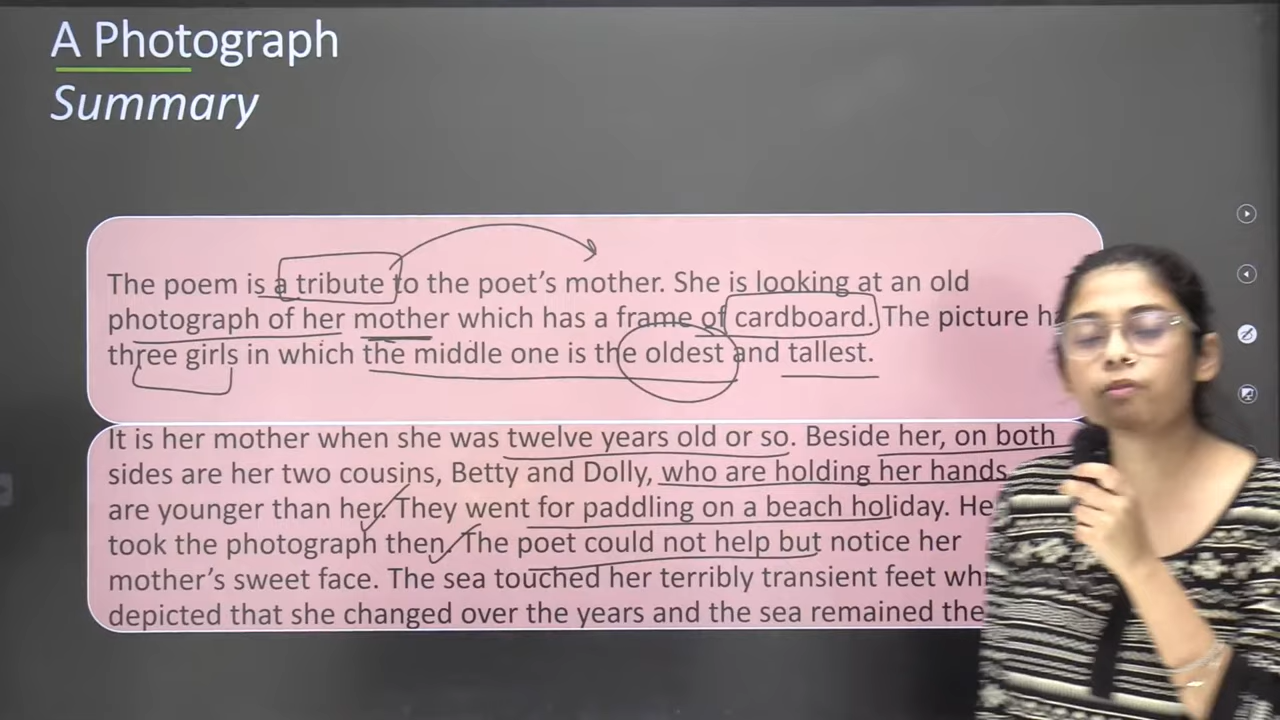 A Photograph
Summary
The poem is a tribute to the poet's mother. She is looking at an old
photograph of her mother which has a frame of cardboard. The picture
three girls in which the middle one is the oldest and tallest.
It is her mother when she was twelve years old or so. Beside her, on both
sides are her two cousins, Betty and Dolly, who are holding her hands
are younger than her. They went for paddling on a beach holiday.
took the photograph then. The poet could not help but notice her
mother's sweet face. The sea touched her terribly transient feet
depicted that she changed over the years and the sea remained the